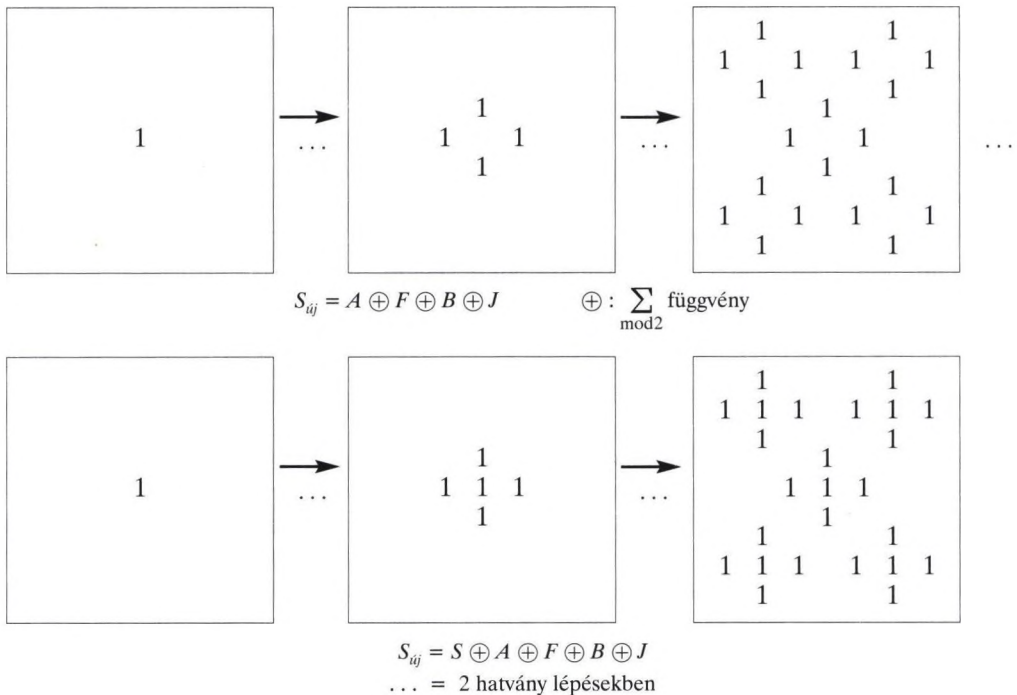 1 1
1 1 1 1
1 1
1
1
1 1 1 1 1
... ...
1 1
1 1
1 1 1 1
1 1
...
S_új = A ⊕ F ⊕ B ⊕ J ⊕ : ∑ mod2 függvény
1 1
1 1 1 1 1 1
1 1
1
1
1 1 1 1 1 1 1
... ...
1 1
1 1
1 1 1 1 1 1
1 1
S_új = S ⊕ A ⊕ F ⊕ B ⊕ J
... = 2 hatvány lépésekben